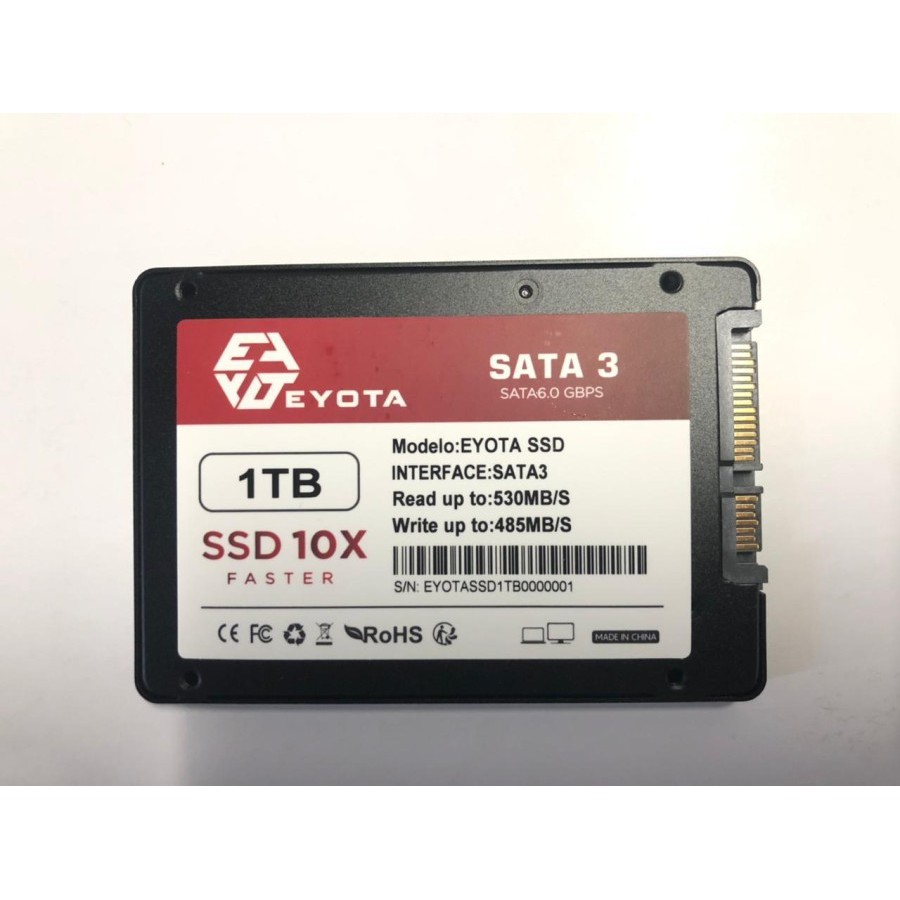 EYOTA
EYOTA
SATA 3
SATA6.0 GBPS
1TB
SSD 10X
FASTER
Modelo:EYOTA SSD
INTERFACE:SATA3
Read up to:530MB/S
Write up to:485MB/S
S/N: EYOTASSD1TB0000001
CE FC RoHS
MADE IN CHINA